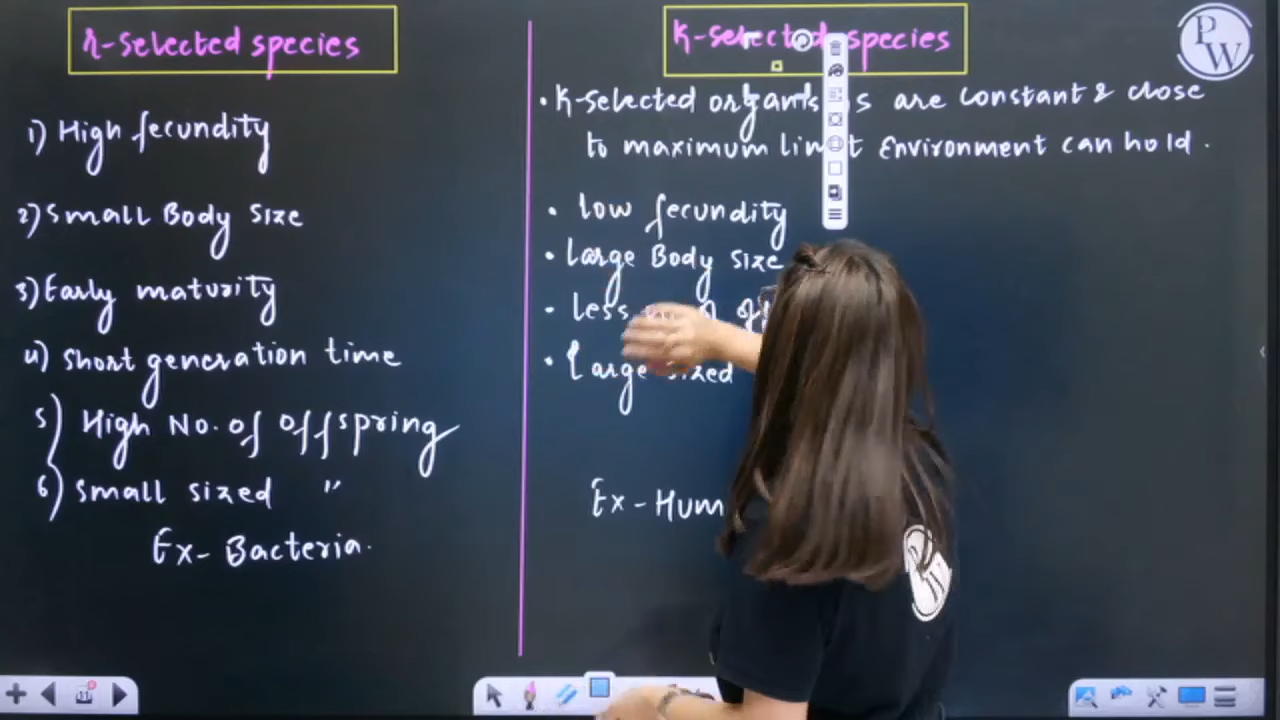 r-selected species
1) High fecundity
2) Small Body size
3) Early maturity
4) Short generation time
5) High No. of offspring
6) Small sized "
Ex- Bacteria.
K-selected species
PW
• K-selected are constant & close
to maximum limit Environment can hold.
• low fecundity
• large Body size
• less
• Large sized
Ex- Hum